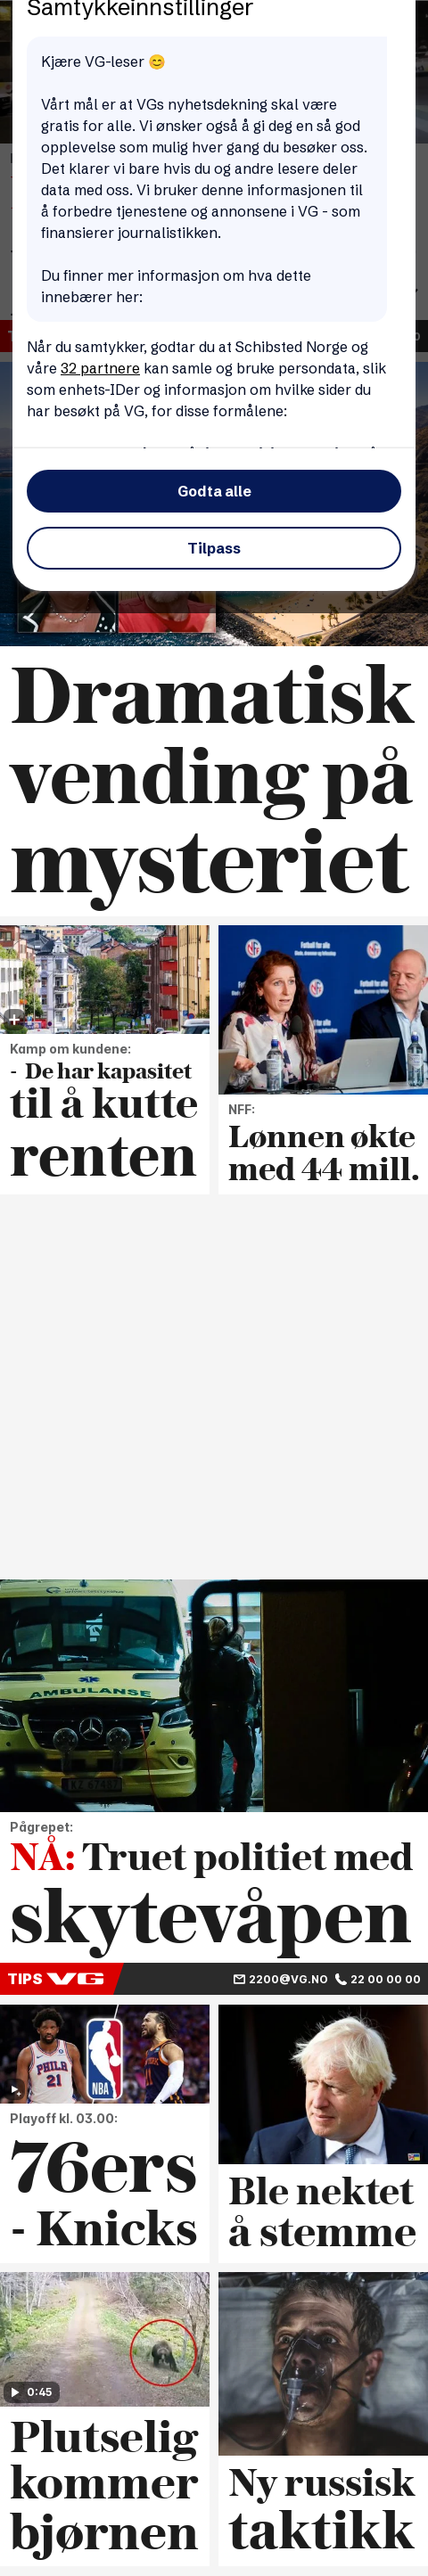 Samtykkeinnstillinger
Kjære VG-leser 😊
Vårt mål er at VGs nyhetsdekning skal være
gratis for alle. Vi ønsker også å gi deg en så god
opplevelse som mulig hver gang du besøker oss.
Det klarer vi bare hvis du og andre lesere deler
data med oss. Vi bruker denne informasjonen til
å forbedre tjenestene og annonsene i VG - som
finansierer journalistikken.
Du finner mer informasjon om hva dette
innebærer her:
Når du samtykker, godtar du at Schibsted Norge og
våre 32 partnere kan samle og bruke persondata, slik
som enhets-IDer og informasjon om hvilke sider du
har besøkt på VG, for disse formålene:
Godta alle
Tilpass
Dramatisk
vending på
mysteriet
Kamp om kundene:
- De har kapasitet
til å kutte
renten
Fotball for alle
NFF:
Lønnen økte
med 44 mill.
AMBULANSE
Pågrepet:
NÅ: Truet politiet med
skytevåpen
TIPS VG
2200@VG.NO 22 00 00 00
PHILA
21
NBA
Playoff kl. 03.00:
76ers
- Knicks
Ble nektet
å stemme
0:45
Plutselig
kommer
bjørnen
Ny russisk
taktikk